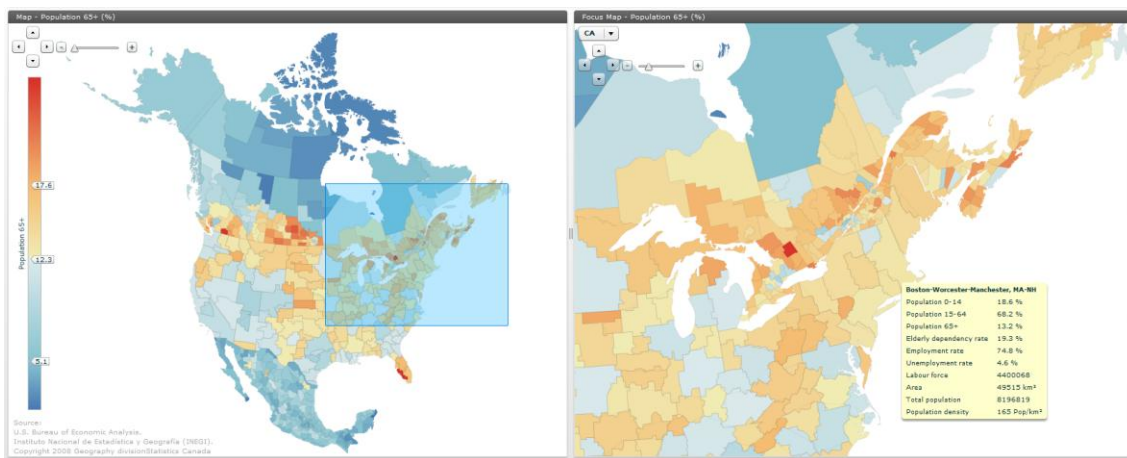 Map - Population 65+ (%)
17.6
12.3
5.1
Population 65+
Source:
U.S. Bureau of Economic Analysis.
Instituto Nacional de Estadística y Geografía (INEGI).
Copyright 2008 Geography divisionStatistics Canada
Focus Map - Population 65+ (%)
CA
Boston-Worcester-Manchester, MA-NH
Population 0-14 18.6 %
Population 15-64 68.2 %
Population 65+ 13.2 %
Elderly dependency rate 19.3 %
Employment rate 74.8 %
Unemployment rate 4.6 %
Labour force 4400068
Area 49515 km²
Total population 8196819
Population density 165 Pop/km²